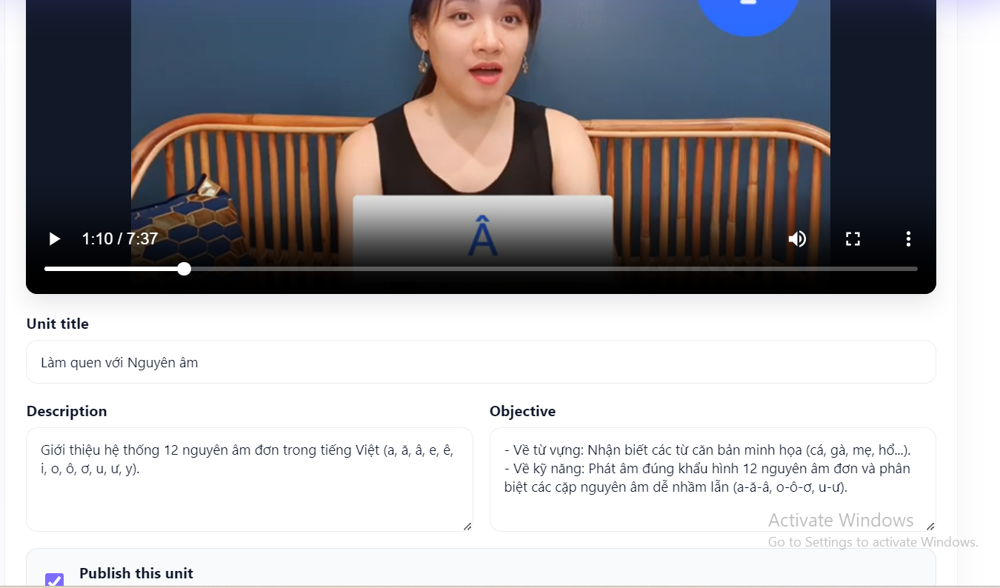 1:10 / 7:37
Â
Unit title
Làm quen với Nguyên âm
Description
Objective
Giới thiệu hệ thống 12 nguyên âm đơn trong tiếng Việt (a, ă, â, e, ê,
i, o, ô, ơ, u, ư, y).
- Về từ vựng: Nhận biết các từ căn bản minh họa (cá, gà, mẹ, hổ...).
- Về kỹ năng: Phát âm đúng khẩu hình 12 nguyên âm đơn và phân
biệt các cặp nguyên âm dễ nhầm lẫn (a-ă-â, o-ô-ơ, u-ư).
Activate Windows
Go to Settings to activate Windows.
Publish this unit